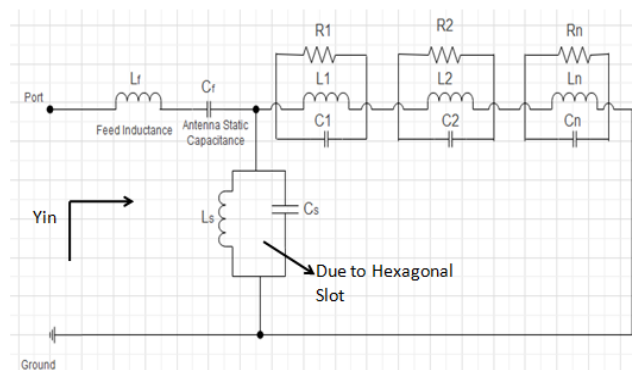 R1
R2
Rn
Lf
Cf
L1
L2
Ln
Port
Feed Inductance
Antenna Static
Capacitance
C1
C2
Cn
Yin
Ls
Cs
Due to Hexagonal
Slot
Ground